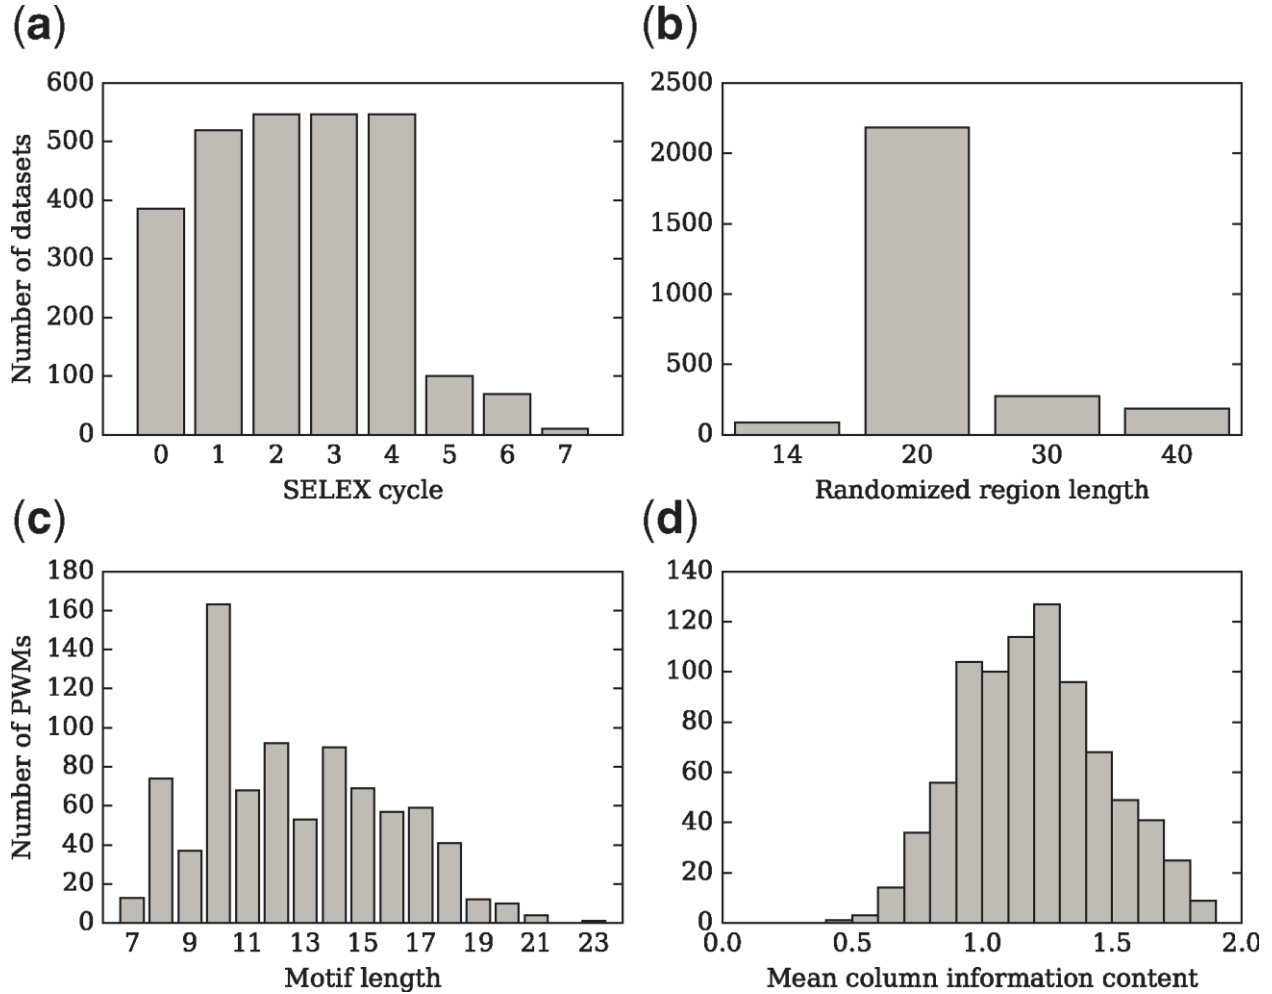 (a)
600
500
400
300
200
100
0
Number of datasets
0 1 2 3 4 5 6 7
SELEX cycle
(b)
2500
2000
1500
1000
500
0
14 20 30 40
Randomized region length
(c)
180
160
140
120
100
80
60
40
20
0
Number of PWMs
7 9 11 13 15 17 19 21 23
Motif length
(d)
140
120
100
80
60
40
20
0
0.0 0.5 1.0 1.5 2.0
Mean column information content